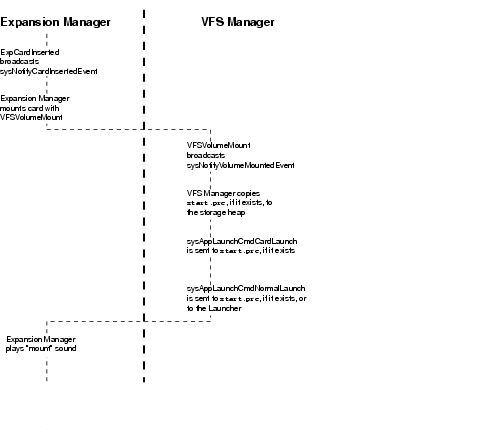 Expansion Manager
VFS Manager
ExpCardInserted
broadcasts
sysNotifyCardInsertedEvent
Expansion Manager
mounts card with
VFSVolumeMount
VFSVolumeMount
broadcasts
sysNotifyVolumeMountedEvent
VFS Manager copies
start.prc, if it exists, to
the storage heap
sysAppLaunchCmdCardLaunch
is sent to start.prc, if it exists
sysAppLaunchCmdNormalLaunch
is sent to start.prc, if it exists, or
to the Launcher
Expansion Manager
plays "mount" sound